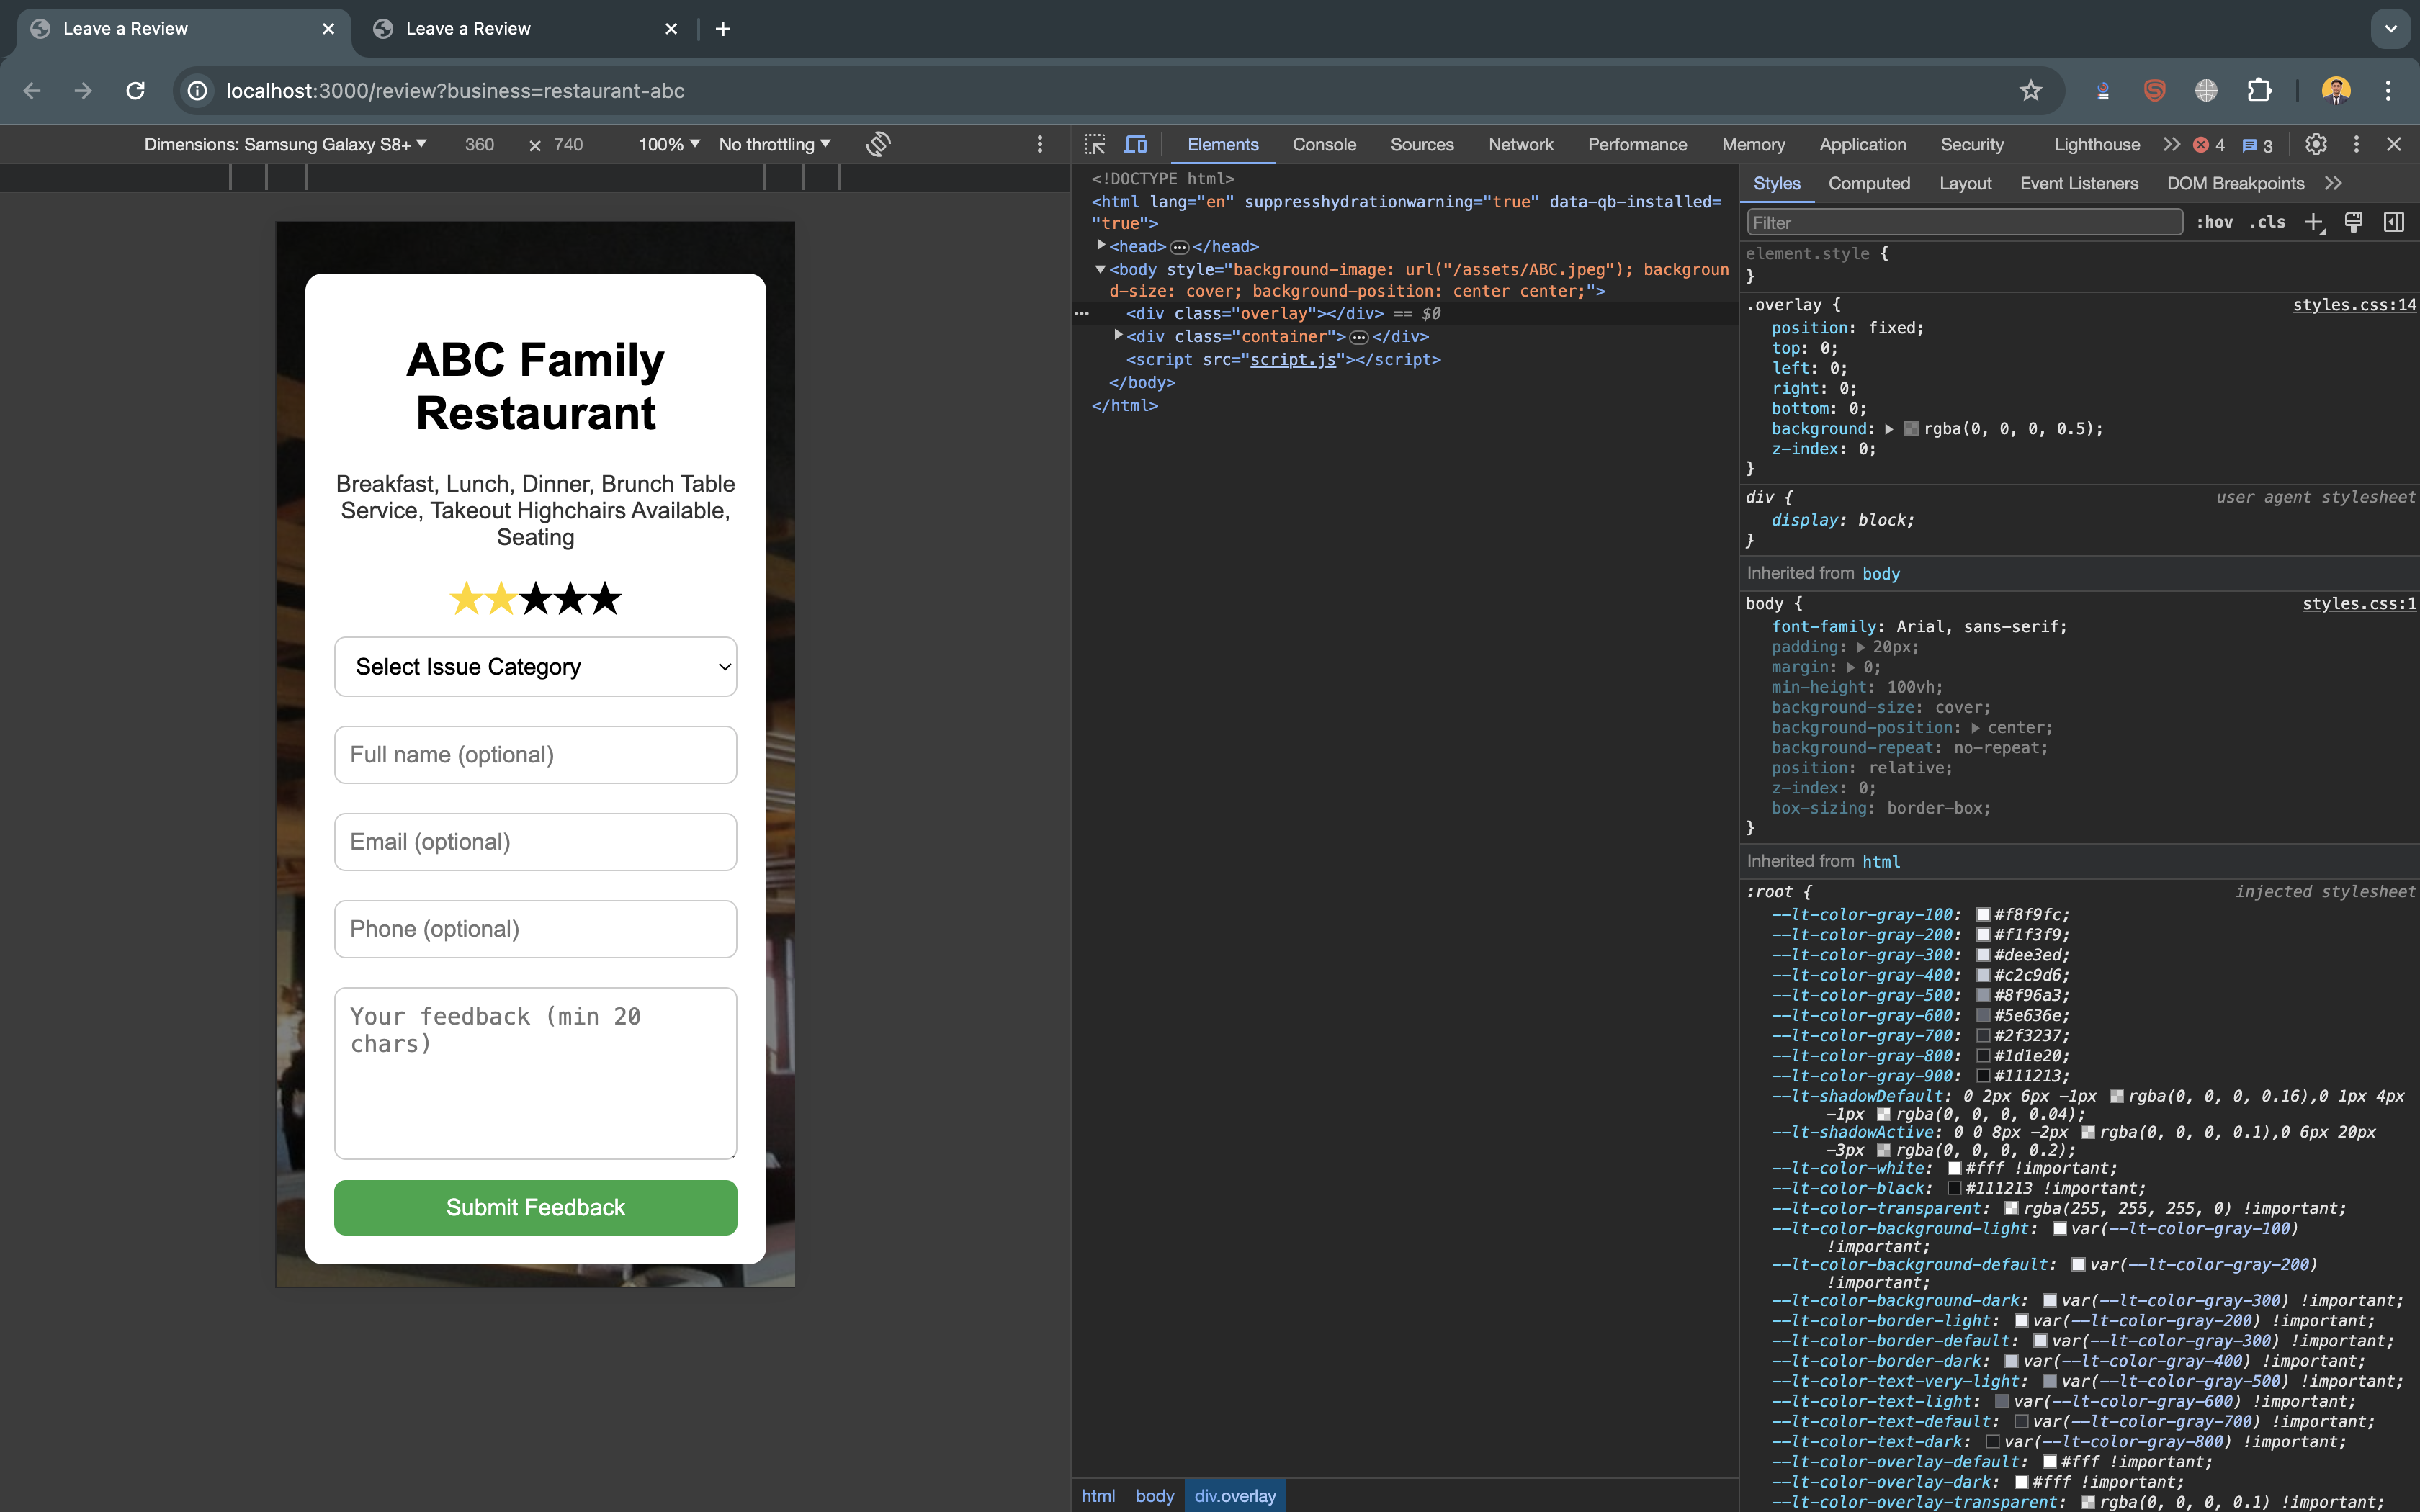 Leave a Review
Leave a Review
localhost:3000/review?business=restaurant-abc
Dimensions: Samsung Galaxy S8+ 360 × 740 100% No throttling
ABC Family
Restaurant
Breakfast, Lunch, Dinner, Brunch Table
Service, Takeout Highchairs Available,
Seating
Select Issue Category
Full name (optional)
Email (optional)
Phone (optional)
Your feedback (min 20
chars)
Submit Feedback
Elements Console Sources Network Performance Memory Application Security Lighthouse 4 3
<!DOCTYPE html>
<html lang="en" suppresshydrationwarning="true" data-qb-installed=
"true">
<head>…</head>
<body style="background-image: url("/assets/ABC.jpeg"); backgroun
d-size: cover; background-position: center center;">
… <div class="overlay"></div> == $0
<div class="container">…</div>
<script src="script.js"></script>
</body>
</html>
html body div.overlay
Styles Computed Layout Event Listeners DOM Breakpoints
Filter :hov .cls
element.style {
}
.overlay { styles.css:14
position: fixed;
top: 0;
left: 0;
right: 0;
bottom: 0;
background: rgba(0, 0, 0, 0.5);
z-index: 0;
}
div { user agent stylesheet
display: block;
}
Inherited from body
body { styles.css:1
font-family: Arial, sans-serif;
padding: 20px;
margin: 0;
min-height: 100vh;
background-size: cover;
background-position: center;
background-repeat: no-repeat;
position: relative;
z-index: 0;
box-sizing: border-box;
}
Inherited from html
:root { injected stylesheet
--lt-color-gray-100: #f8f9fc;
--lt-color-gray-200: #f1f3f9;
--lt-color-gray-300: #dee3ed;
--lt-color-gray-400: #c2c9d6;
--lt-color-gray-500: #8f96a3;
--lt-color-gray-600: #5e636e;
--lt-color-gray-700: #2f3237;
--lt-color-gray-800: #1d1e20;
--lt-color-gray-900: #111213;
--lt-shadowDefault: 0 2px 6px -1px rgba(0, 0, 0, 0.16),0 1px 4px
-1px rgba(0, 0, 0, 0.04);
--lt-shadowActive: 0 0 8px -2px rgba(0, 0, 0, 0.1),0 6px 20px
-3px rgba(0, 0, 0, 0.2);
--lt-color-white: #fff !important;
--lt-color-black: #111213 !important;
--lt-color-transparent: rgba(255, 255, 255, 0) !important;
--lt-color-background-light: var(--lt-color-gray-100)
!important;
--lt-color-background-default: var(--lt-color-gray-200)
!important;
--lt-color-background-dark: var(--lt-color-gray-300) !important;
--lt-color-border-light: var(--lt-color-gray-200) !important;
--lt-color-border-default: var(--lt-color-gray-300) !important;
--lt-color-border-dark: var(--lt-color-gray-400) !important;
--lt-color-text-very-light: var(--lt-color-gray-500) !important;
--lt-color-text-light: var(--lt-color-gray-600) !important;
--lt-color-text-default: var(--lt-color-gray-700) !important;
--lt-color-text-dark: var(--lt-color-gray-800) !important;
--lt-color-overlay-default: #fff !important;
--lt-color-overlay-dark: #fff !important;
--lt-color-overlay-transparent: rgba(0, 0, 0, 0.1) !important;